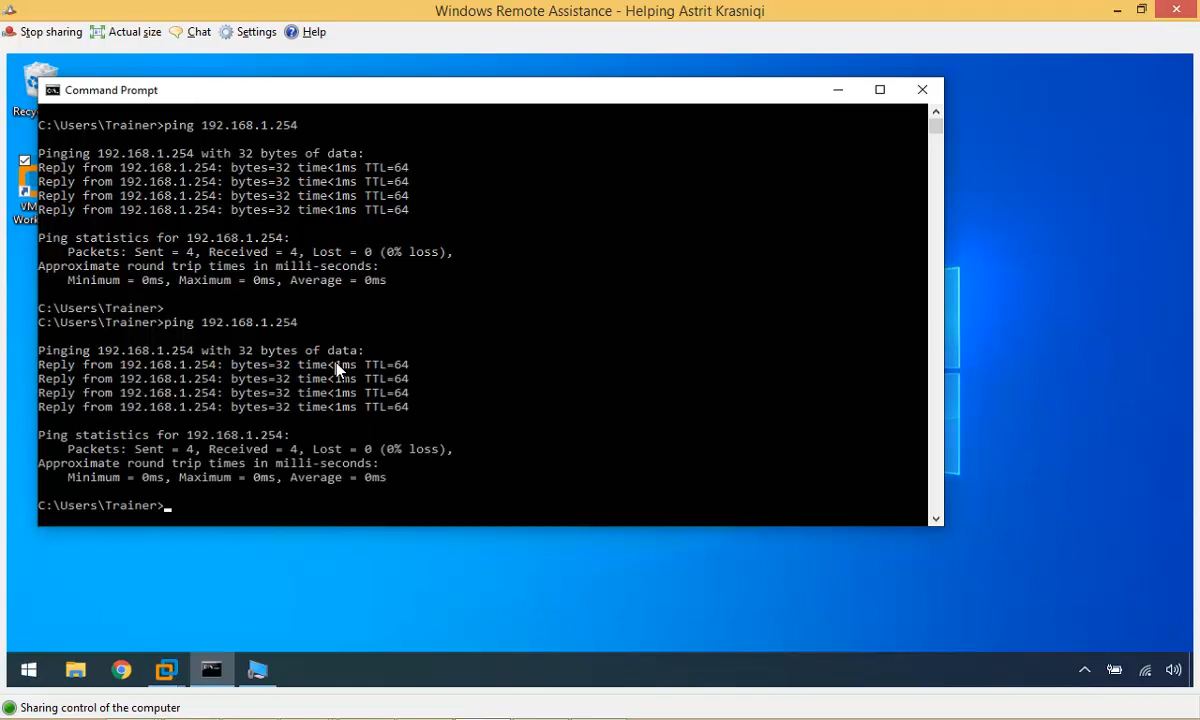 Windows Remote Assistance - Helping Astrit Krasniqi
Stop sharing Actual size Chat Settings Help
Command Prompt
C:\Users\Trainer>ping 192.168.1.254
Pinging 192.168.1.254 with 32 bytes of data:
Reply from 192.168.1.254: bytes=32 time<1ms TTL=64
Reply from 192.168.1.254: bytes=32 time<1ms TTL=64
Reply from 192.168.1.254: bytes=32 time<1ms TTL=64
Reply from 192.168.1.254: bytes=32 time<1ms TTL=64
Ping statistics for 192.168.1.254:
Packets: Sent = 4, Received = 4, Lost = 0 (0% loss),
Approximate round trip times in milli-seconds:
Minimum = 0ms, Maximum = 0ms, Average = 0ms
C:\Users\Trainer>
C:\Users\Trainer>ping 192.168.1.254
Pinging 192.168.1.254 with 32 bytes of data:
Reply from 192.168.1.254: bytes=32 time<1ms TTL=64
Reply from 192.168.1.254: bytes=32 time<1ms TTL=64
Reply from 192.168.1.254: bytes=32 time<1ms TTL=64
Reply from 192.168.1.254: bytes=32 time<1ms TTL=64
Ping statistics for 192.168.1.254:
Packets: Sent = 4, Received = 4, Lost = 0 (0% loss),
Approximate round trip times in milli-seconds:
Minimum = 0ms, Maximum = 0ms, Average = 0ms
C:\Users\Trainer>
Recy
VM
Work
Sharing control of the computer